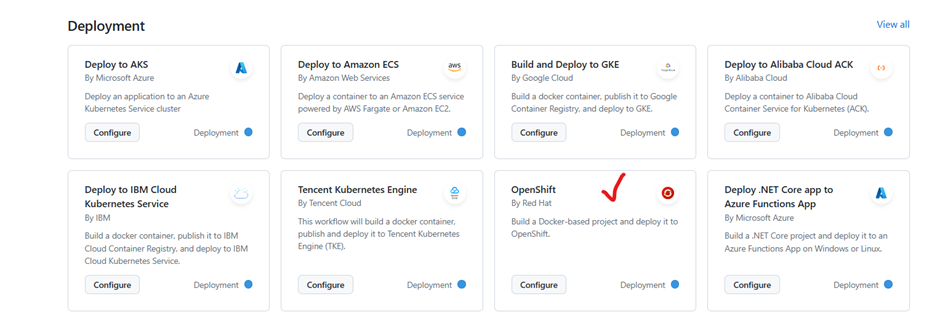 Deployment
View all
Deploy to AKS
By Microsoft Azure
Deploy an application to an Azure
Kubernetes Service cluster
Configure
Deployment
Deploy to Amazon ECS
By Amazon Web Services
Deploy a container to an Amazon ECS service
powered by AWS Fargate or Amazon EC2.
Configure
Deployment
aws
Build and Deploy to GKE
By Google Cloud
Build a docker container, publish it to Google
Container Registry, and deploy to GKE.
Configure
Deployment
Deploy to Alibaba Cloud ACK
By Alibaba Cloud
Deploy a container to Alibaba Cloud
Container Service for Kubernetes (ACK).
Configure
Deployment
Deploy to IBM Cloud
Kubernetes Service
By IBM
Build a docker container, publish it to IBM
Cloud Container Registry, and deploy to IBM
Cloud Kubernetes Service.
Configure
Deployment
Tencent Kubernetes Engine
By Tencent Cloud
This workflow will build a docker container,
publish and deploy it to Tencent Kubernetes
Engine (TKE).
Configure
Deployment
OpenShift
By Red Hat
Build a Docker-based project and deploy it to
OpenShift.
Configure
Deployment
Deploy .NET Core app to
Azure Functions App
By Microsoft Azure
Build a .NET Core project and deploy it to an
Azure Functions App on Windows or Linux.
Configure
Deployment